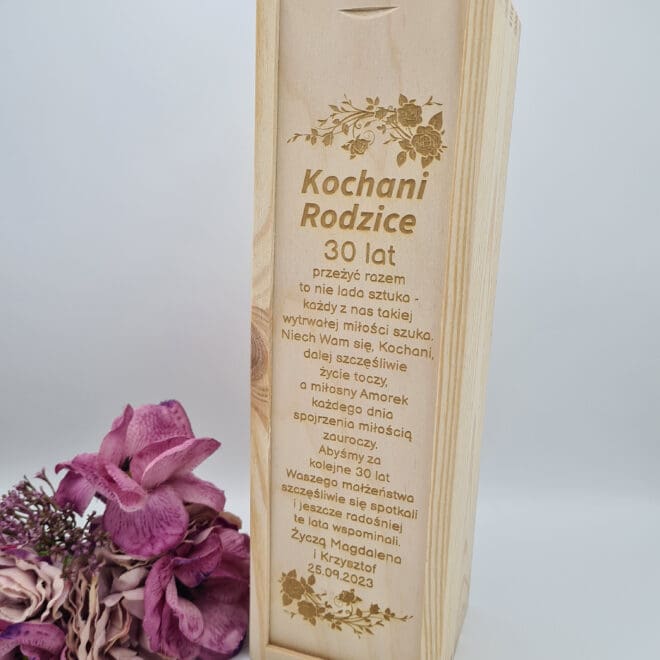 Kochani
Rodzice
30 lat
przeżyć razem
to nie lada sztuka -
każdy z nas takiej
wytrwałej miłości szuka.
Niech Wam się, Kochani,
dalej szczęśliwie
życie toczy,
a miłosny Amorek
każdego dnia
spojrzenia miłością
zauroczy.
Abyśmy za
kolejne 30 lat
Waszego małżeństwa
szczęśliwie się spotkali
i jeszcze radośniej
te lata wspominali.
Życzą Magdalena
i Krzysztof
25.09.2023